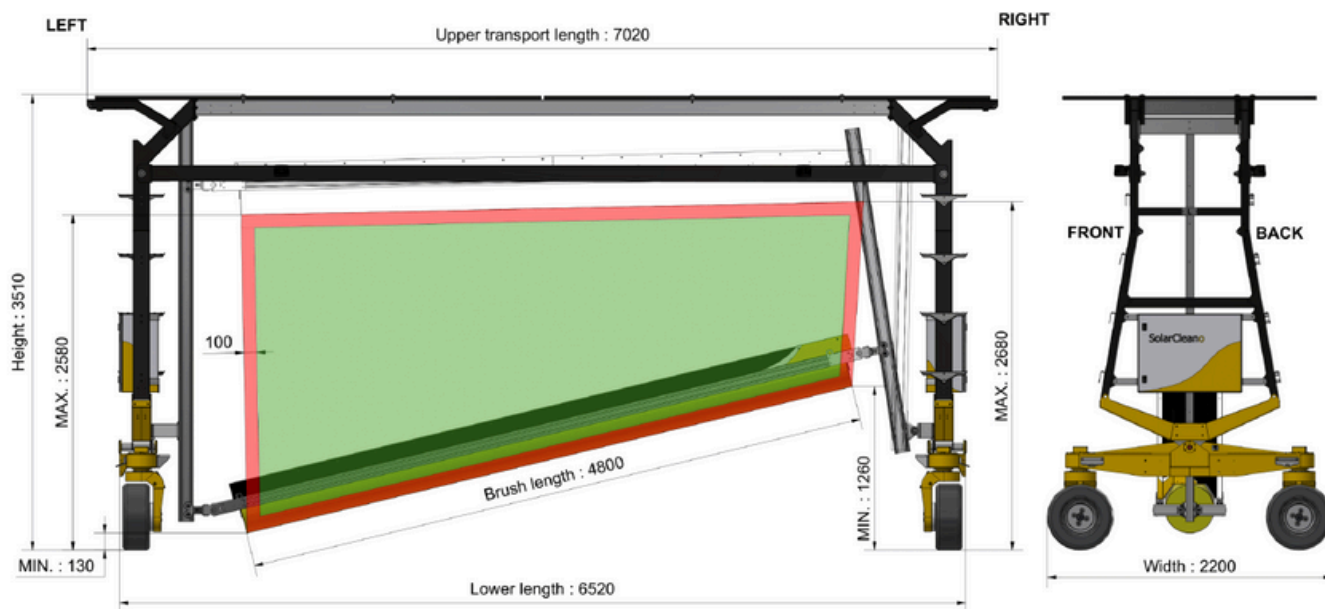 LEFT
RIGHT
Upper transport length : 7020
Height : 3510
MAX. : 2580
100
MIN. : 130
Brush length : 4800
MIN. : 1260
MAX. : 2680
Lower length : 6520
FRONT
BACK
SolarCleano
Width : 2200